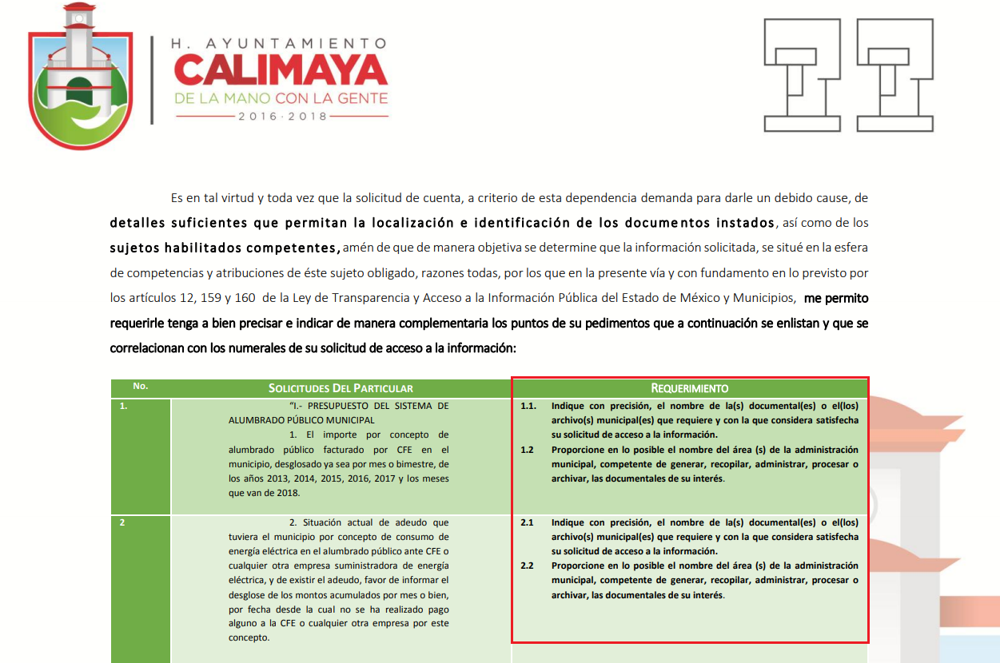 H. AYUNTAMIENTO
CALIMAYA
DE LA MANO CON LA GENTE
2016-2018
Es en tal virtud y toda vez que la solicitud de cuenta, a criterio de esta dependencia demanda para darle un debido cause, de
detalles suficientes que permitan la localización e identificación de los documentos instados, así como de los
sujetos habilitados competentes, amén de que de manera objetiva se determine que la información solicitada, se situé en la esfera
de competencias y atribuciones de éste sujeto obligado, razones todas, por los que en la presente vía y con fundamento en lo previsto por
los artículos 12, 159 y 160 de la Ley de Transparencia y Acceso a la Información Pública del Estado de México y Municipios, me permito
requerirle tenga a bien precisar e indicar de manera complementaria los puntos de su pedimentos que a continuación se enlistan y que se
correlacionan con los numerales de su solicitud de acceso a la información:
No. SOLICITUDES DEL PARTICULAR REQUERIMIENTO
1.
"I.- PRESUPUESTO DEL SISTEMA DE
ALUMBRADO PÚBLICO MUNICIPAL
1. El importe por concepto de
alumbrado público facturado por CFE en el
municipio, desglosado ya sea por mes o bimestre, de
los años 2013, 2014, 2015, 2016, 2017 y los meses
que van de 2018.
1.1. Indique con precisión, el nombre de la(s) documental(es) o el(los)
archivo(s) municipal(es) que requiere y con la que considera satisfecha
su solicitud de acceso a la información.
1.2 Proporcione en lo posible el nombre del área (s) de la administración
municipal, competente de generar, recopilar, administrar, procesar o
archivar, las documentales de su interés.
2
2. Situación actual de adeudo que
tuviera el municipio por concepto de consumo de
energía eléctrica en el alumbrado público ante CFE o
cualquier otra empresa suministradora de energía
eléctrica, y de existir el adeudo, favor de informar el
desglose de los montos acumulados por mes o bien,
por fecha desde la cual no se ha realizado pago
alguno a la CFE o cualquier otra empresa por este
concepto.
2.1 Indique con precisión, el nombre de la(s) documental(es) o el(los)
archivo(s) municipal(es) que requiere y con la que considera satisfecha
su solicitud de acceso a la información.
2.2 Proporcione en lo posible el nombre del área (s) de la administración
municipal, competente de generar, recopilar, administrar, procesar o
archivar, las documentales de su interés.